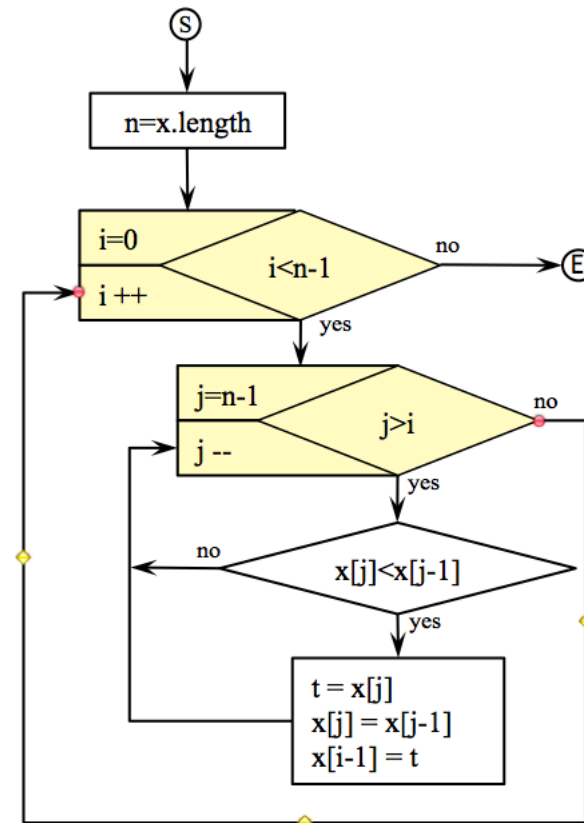 S
n=x.length
i=0
i<n-1
no
E
i ++
yes
j=n-1
j>i
no
j --
yes
no
x[j]<x[j-1]
yes
t = x[j]
x[j] = x[j-1]
x[i-1] = t